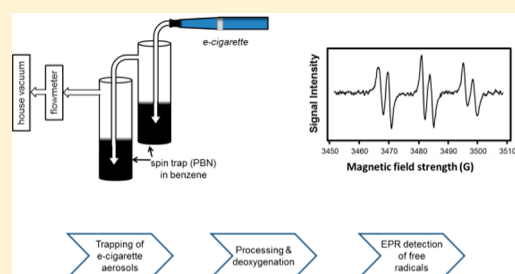 e-cigarette
house vacuum
flowmeter
spin trap (PBN)
in benzene
Signal Intensity
3450 3460 3470 3480 3490 3500 3510
Magnetic field strength (G)
Trapping of
e-cigarette
aerosols
Processing &
deoxygenation
EPR detection
of free
radicals